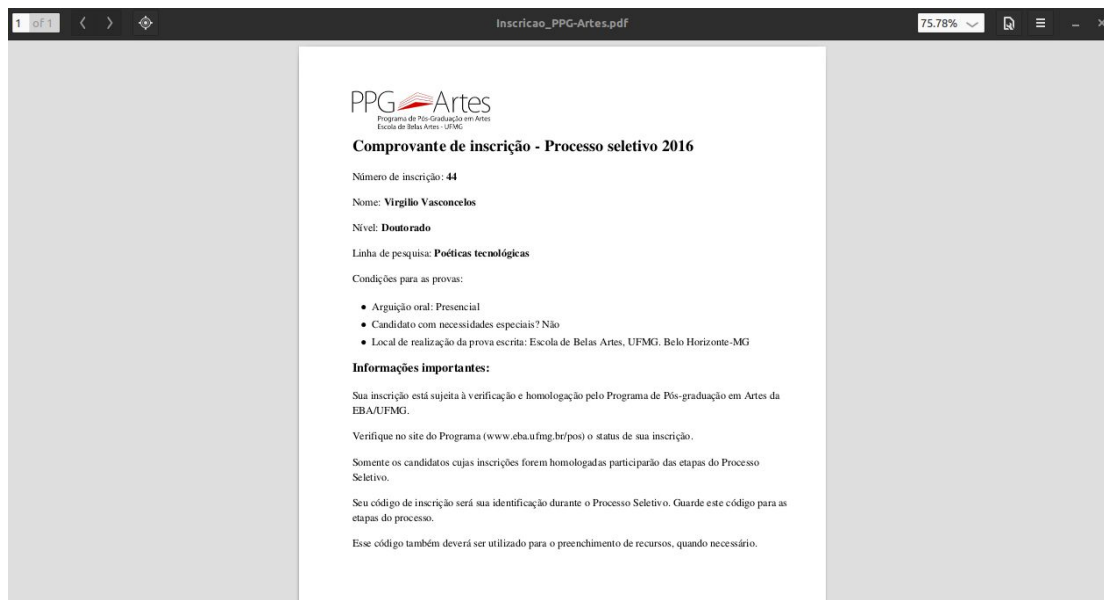 1 of 1
Inscricao_PPG-Artes.pdf
75.78%
PPG Artes
Programa de Pós-Graduação em Artes
Escola de Belas Artes - UFMG
Comprovante de inscrição - Processo seletivo 2016
Número de inscrição: 44
Nome: Virgilio Vasconcelos
Nível: Doutorado
Linha de pesquisa: Poéticas tecnológicas
Condições para as provas:
• Arguição oral: Presencial
• Candidato com necessidades especiais? Não
• Local de realização da prova escrita: Escola de Belas Artes, UFMG. Belo Horizonte-MG
Informações importantes:
Sua inscrição está sujeita à verificação e homologação pelo Programa de Pós-graduação em Artes da
EBA/UFMG.
Verifique no site do Programa (www.eba.ufmg.br/pos) o status de sua inscrição.
Somente os candidatos cujas inscrições forem homologadas participarão das etapas do Processo
Seletivo.
Seu código de inscrição será sua identificação durante o Processo Seletivo. Guarde este código para as
etapas do processo.
Esse código também deverá ser utilizado para o preenchimento de recursos, quando necessário.